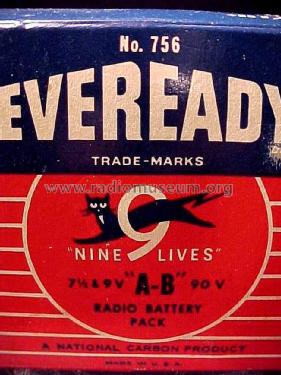 No. 756
EVEREADY
TRADE-MARKS
www.radiomuseum.org
9
"NINE LIVES"
7½ & 9 V "A-B" 90 V
RADIO BATTERY
PACK
A NATIONAL CARBON PRODUCT
MADE IN U.S.A.